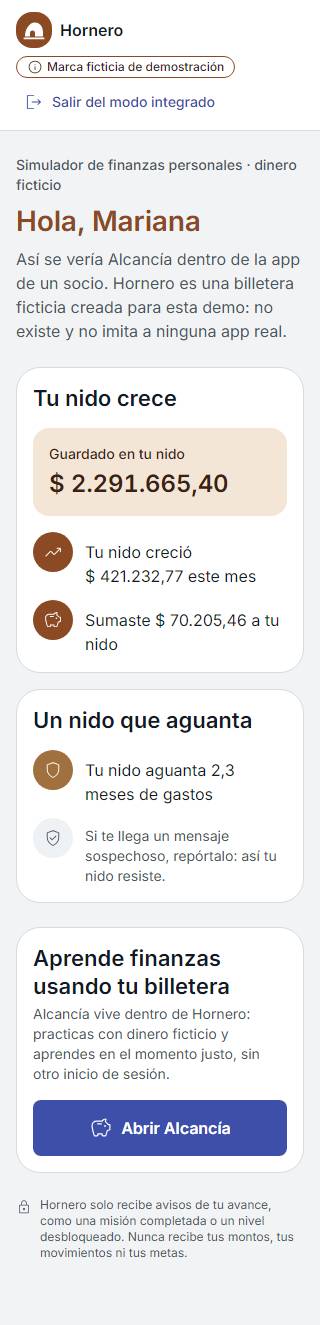 Hornero
Marca ficticia de demostración
Salir del modo integrado
Simulador de finanzas personales · dinero
ficticio
Hola, Mariana
Así se vería Alcancía dentro de la app
de un socio. Hornero es una billetera
ficticia creada para esta demo: no
existe y no imita a ninguna app real.
Tu nido crece
Guardado en tu nido
$ 2.291.665,40
Tu nido creció
$ 421.232,77 este mes
Sumaste $ 70.205,46 a tu
nido
Un nido que aguanta
Tu nido aguanta 2,3
meses de gastos
Si te llega un mensaje
sospechoso, repórtalo: así tu
nido resiste.
Aprende finanzas
usando tu billetera
Alcancía vive dentro de Hornero:
practicas con dinero ficticio y
aprendes en el momento justo, sin
otro inicio de sesión.
Abrir Alcancía
Hornero solo recibe avisos de tu avance,
como una misión completada o un nivel
desbloqueado. Nunca recibe tus montos, tus
movimientos ni tus metas.